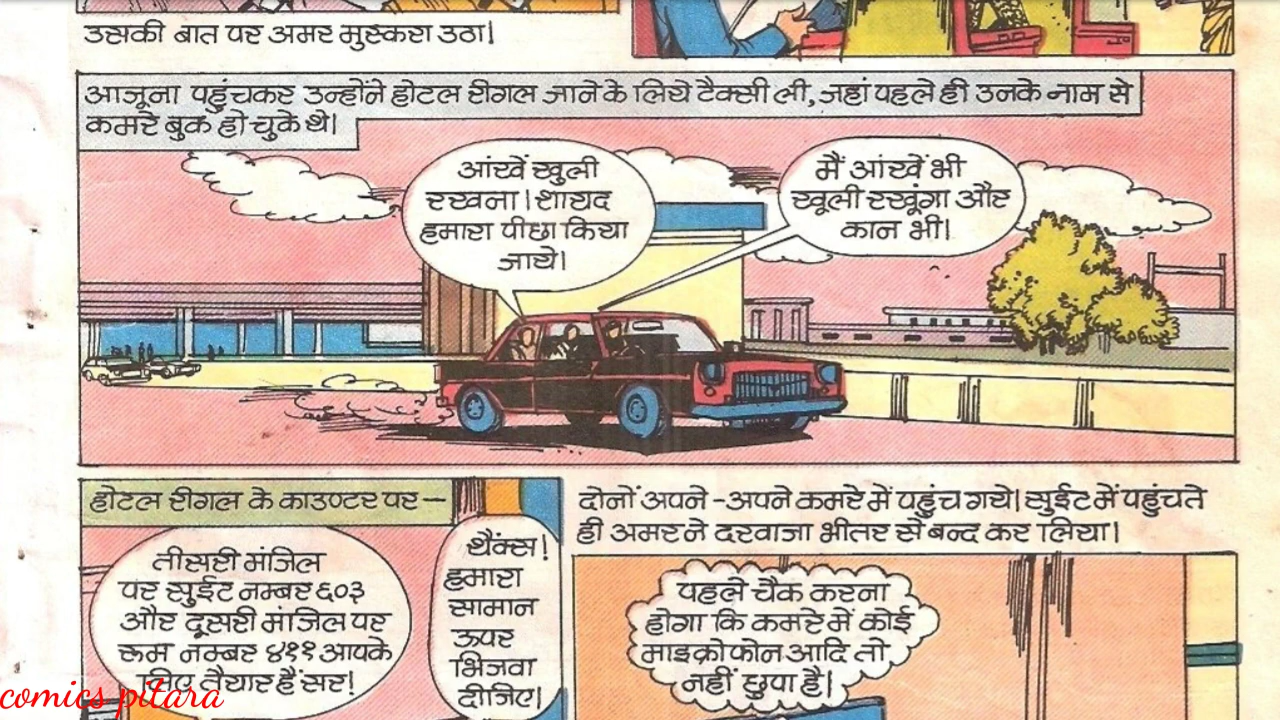 उसकी बात पर अमर मुस्करा उठा।
आजूना पहुंचकर उन्होंने होटल रीगल जाने के लिये टैक्सी ली, जहां पहले ही उनके नाम से
कमरे बुक हो चुके थे।
आंखें खुली
रखना। शायद
हमारा पीछा किया
जाये।
मैं आंखें भी
खूली रखूंगा और
कान भी।
होटल रीगल के काउण्टर पर—
तीसरी मंजिल
पर सुईट नम्बर ६०३
और दूसरी मंजिल पर
रूम नम्बर ४११ आपके
लिए तैयार हैं सर!
थैंक्स!
हमारा
सामान
ऊपर
भिजवा
दीजिए।
दोनों अपने-अपने कमरे में पहुंच गये। सुईट में पहुंचते
ही अमर ने दरवाजा भीतर से बन्द कर लिया।
पहले चैक करना
होगा कि कमरे में कोई
माइक्रोफोन आदि तो
नहीं छुपा है।
comics pitara